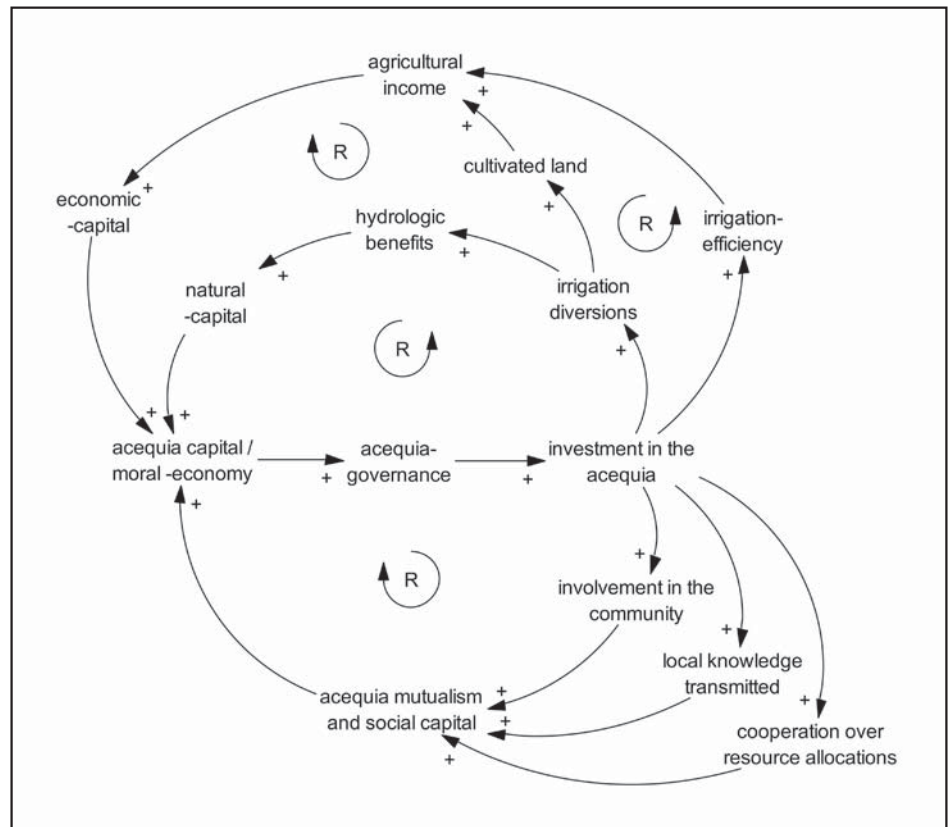 agricultural
income
+
+
R
cultivated land
economic
-capital
+
+
hydrologic
benefits
+
R
irrigation-
efficiency
+
natural
-capital
+
irrigation
diversions
+
R
+
+
acequia capital /
moral -economy
+
acequia-
governance
+
investment in the
acequia
+
R
+
involvement in the
community
+
local knowledge
transmitted
acequia mutualism
and social capital
+
+
+
+
cooperation over
resource allocations